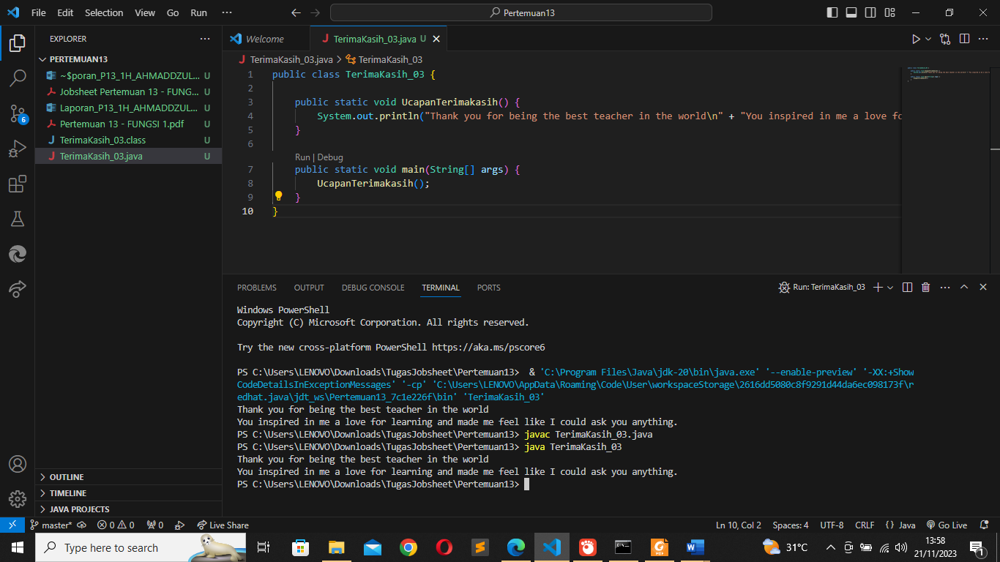 File Edit Selection View Go Run ··· Pertemuan13
EXPLORER ···
PERTEMUAN13
~$poran_P13_1H_AHMADDZUL... U
Jobsheet Pertemuan 13 - FUNG... U
Laporan_P13_1H_AHMADDZUL... U
Pertemuan 13 - FUNGSI 1.pdf U
TerimaKasih_03.class U
TerimaKasih_03.java U
6
OUTLINE
TIMELINE
JAVA PROJECTS
Welcome TerimaKasih_03.java U
TerimaKasih_03.java > TerimaKasih_03
1 public class TerimaKasih_03 {
2
3 public static void UcapanTerimakasih() {
4 System.out.println("Thank you for being the best teacher in the world\n" + "You inspired in me a love fo
5 }
6
Run | Debug
7 public static void main(String[] args) {
8 UcapanTerimakasih();
9 }
10 }
PROBLEMS OUTPUT DEBUG CONSOLE TERMINAL PORTS Run: TerimaKasih_03
Windows PowerShell
Copyright (C) Microsoft Corporation. All rights reserved.
Try the new cross-platform PowerShell https://aka.ms/pscore6
PS C:\Users\LENOVO\Downloads\TugasJobsheet\Pertemuan13> & 'C:\Program Files\Java\jdk-20\bin\java.exe' '--enable-preview' '-XX:+Show
CodeDetailsInExceptionMessages' '-cp' 'C:\Users\LENOVO\AppData\Roaming\Code\User\workspaceStorage\2616dd5080c8f9291d44da6ec098173f\r
edhat.java\jdt_ws\Pertemuan13_7c1e226f\bin' 'TerimaKasih_03'
Thank you for being the best teacher in the world
You inspired in me a love for learning and made me feel like I could ask you anything.
PS C:\Users\LENOVO\Downloads\TugasJobsheet\Pertemuan13> javac TerimaKasih_03.java
PS C:\Users\LENOVO\Downloads\TugasJobsheet\Pertemuan13> java TerimaKasih_03
Thank you for being the best teacher in the world
You inspired in me a love for learning and made me feel like I could ask you anything.
PS C:\Users\LENOVO\Downloads\TugasJobsheet\Pertemuan13>
master* 0 0 0 Live Share Ln 10, Col 2 Spaces: 4 UTF-8 CRLF {} Java Go Live
Type here to search 31°C 13:58
21/11/2023 1